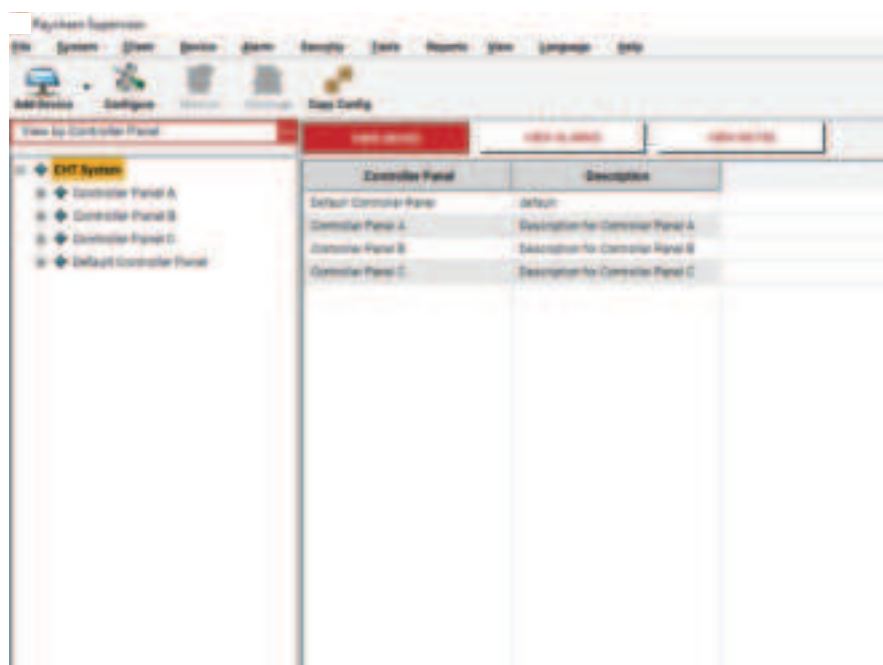 Raychem Supervisor
File System Client Device Alarm Security Tools Reports View Language Help
Add Device Configure Remove Copy Config
View by Controller Panel
VIEW ALARMS VIEW NOTES
EHT System
Controller Panel A
Controller Panel B
Controller Panel C
Default Controller Panel
Controller Panel Description
Default Controller Panel default
Controller Panel A Description for Controller Panel A
Controller Panel B Description for Controller Panel B
Controller Panel C Description for Controller Panel C